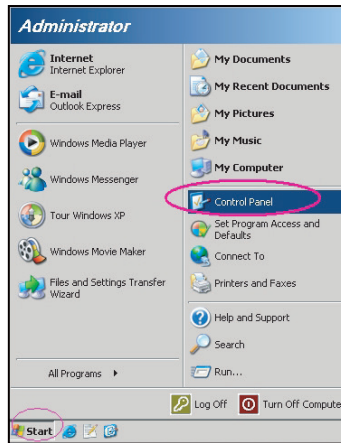 Administrator
Internet
Internet Explorer
E-mail
Outlook Express
Windows Media Player
Windows Messenger
Tour Windows XP
Windows Movie Maker
Files and Settings Transfer
Wizard
All Programs
My Documents
My Recent Documents
My Pictures
My Music
My Computer
Control Panel
Set Program Access and
Defaults
Connect To
Printers and Faxes
Help and Support
Search
Run...
Log Off
Turn Off Compute
Start